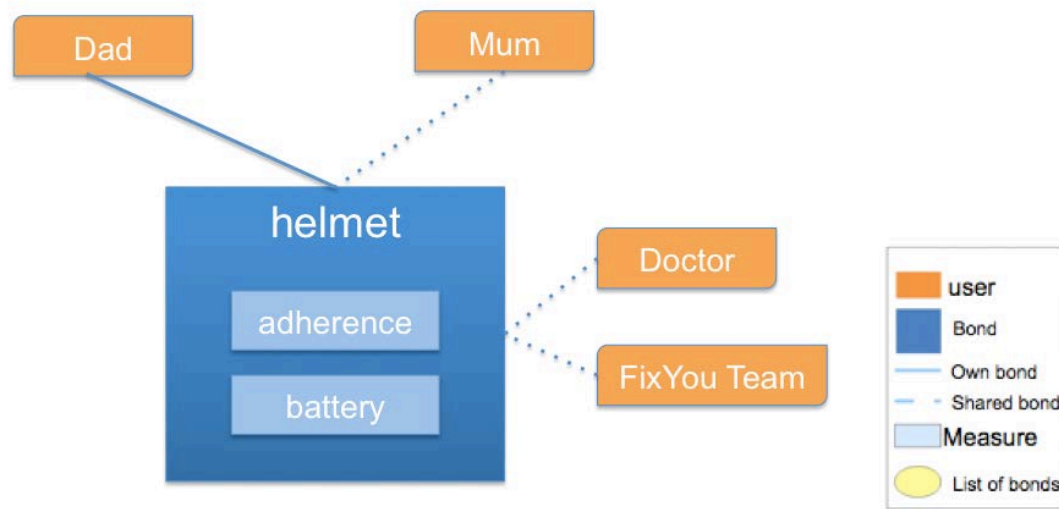 Dad
Mum
helmet
adherence
battery
Doctor
FixYou Team
user
Bond
Own bond
Shared bond
Measure
List of bonds